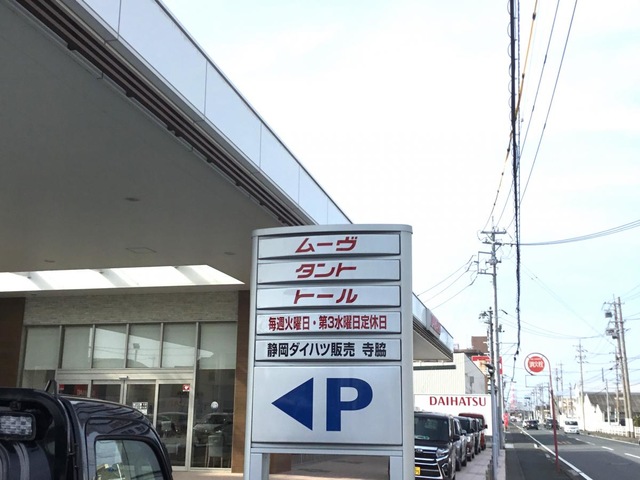 ムーヴ
タント
トール
毎週火曜日・第3水曜日定休日
静岡ダイハツ販売 寺脇
P
DAIHATSU